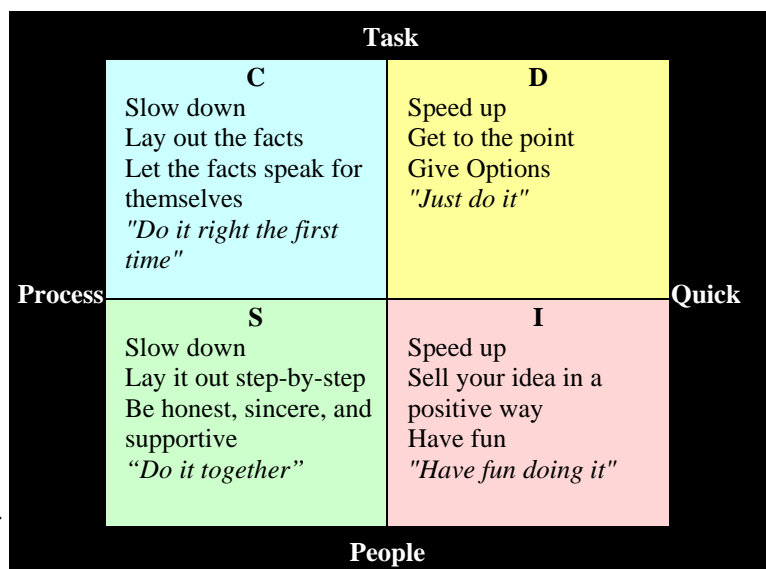 Task
C
Slow down
Lay out the facts
Let the facts speak for
themselves
"Do it right the first
time"
D
Speed up
Get to the point
Give Options
"Just do it"
Process
Quick
S
Slow down
Lay it out step-by-step
Be honest, sincere, and
supportive
“Do it together”
I
Speed up
Sell your idea in a
positive way
Have fun
"Have fun doing it"
People